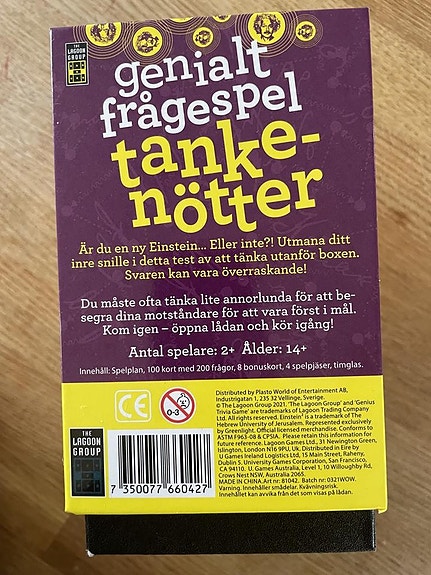 THE
LAGOON
GROUP
genialt
frågespel
tanke-
nötter
Är du en ny Einstein... Eller inte?! Utmana ditt
inre snille i detta test av att tänka utanför boxen.
Svaren kan vara överraskande!
Du måste ofta tänka lite annorlunda för att be-
segra dina motståndare för att vara först i mål.
Kom igen – öppna lådan och kör igång!
Antal spelare: 2+ Ålder: 14+
Innehåll: Spelplan, 100 kort med 200 frågor, 8 bonuskort, 4 spelpjäser, timglas.
THE
LAGOON
GROUP
CE
0-3
7 350077 660427
Distributed by Plasto World of Entertainment AB,
Industrigatan 1, 235 32 Vellinge, Sverige.
© The Lagoon Group 2021. 'The Lagoon Group' and 'Genius
Trivia Game' are trademarks of Lagoon Trading Company
Ltd. All rights reserved. Einstein® is a trademark of The
Hebrew University of Jerusalem. Represented exclusively
by Greenlight. Official licensed merchandise. Conforms to
ASTM F963-08 & CPSIA. Please retain this information for
future reference. Lagoon Games Ltd., 31 Newington Green,
Islington, London N16 9PU, UK. Distributed in Eire by
U Games Ireland Logistics Ltd, 15 Main Street, Raheny,
Dublin 5. University Games Corporation, San Francisco,
CA 94110. U. Games Australia, Level 1, 10 Willoughby Rd,
Crows Nest NSW, Australia 2065.
MADE IN CHINA. Art nr: 81042. Batch nr: 0321WOW.
Varning. Innehåller smådelar. Kvävningsrisk.
Innehållet kan avvika från det som visas på lådan.